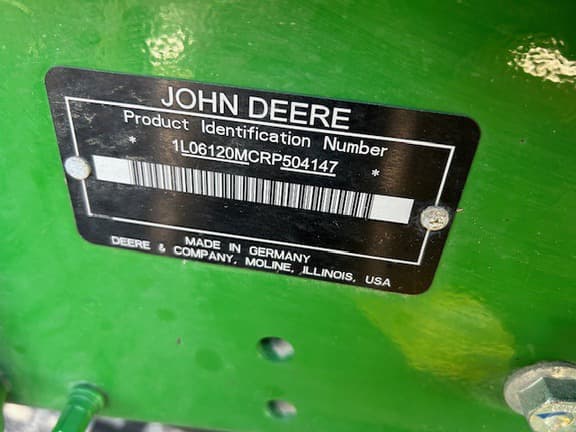 JOHN DEERE
Product Identification Number
* 1L06120MCRP504147 *
MADE IN GERMANY
DEERE & COMPANY, MOLINE, ILLINOIS, USA